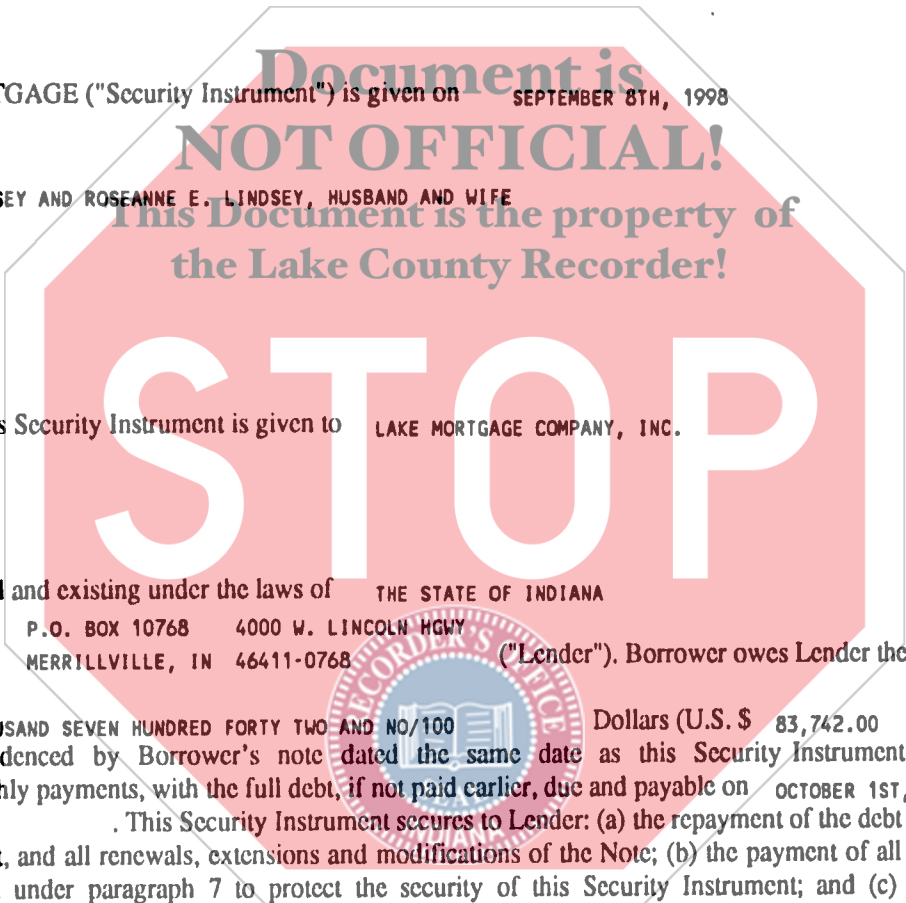 Document is
TGAGE ("Security Instrument") is given on SEPTEMBER 8TH, 1998
NOT OFFICIAL!
SEY AND ROSEANNE E. LINDSEY, HUSBAND AND WIFE
This Document is the property of
the Lake County Recorder!
STOP
s Security Instrument is given to LAKE MORTGAGE COMPANY, INC.
and existing under the laws of THE STATE OF INDIANA
P.O. BOX 10768 4000 W. LINCOLN HGWY
MERRILLVILLE, IN 46411-0768 ("Lender"). Borrower owes Lender the
RECORDER'S OFFICE
USAND SEVEN HUNDRED FORTY TWO AND NO/100 Dollars (U.S. $ 83,742.00
denced by Borrower's note dated the same date as this Security Instrument
hly payments, with the full debt, if not paid earlier, due and payable on OCTOBER 1ST,
SEAL
. This Security Instrument secures to Lender: (a) the repayment of the debt
INDIANA
, and all renewals, extensions and modifications of the Note; (b) the payment of all
under paragraph 7 to protect the security of this Security Instrument; and (c)